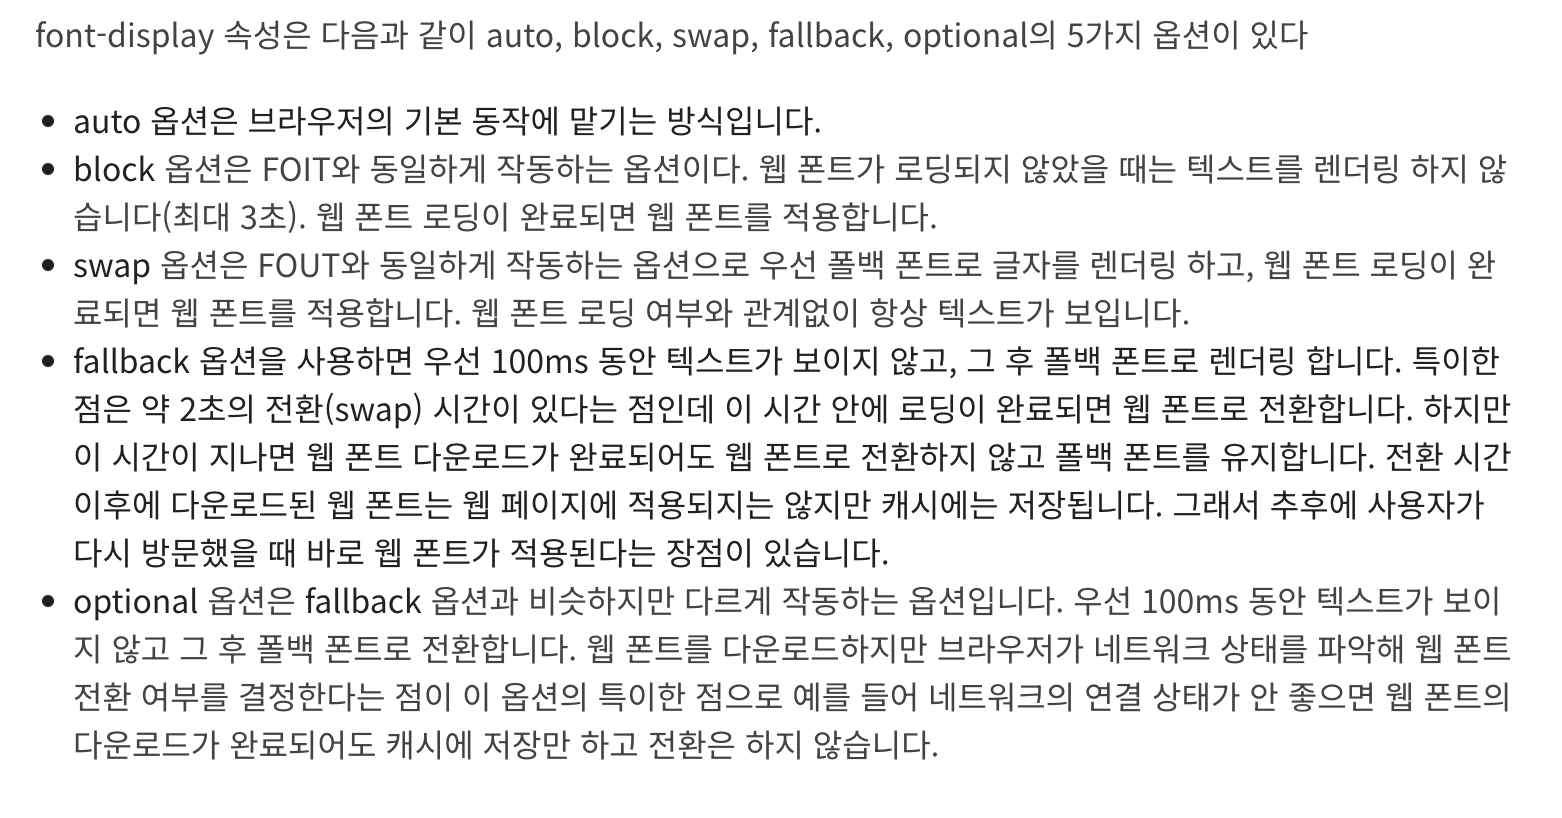 font-display 속성은 다음과 같이 auto, block, swap, fallback, optional의 5가지 옵션이 있다
• auto 옵션은 브라우저의 기본 동작에 맡기는 방식입니다.
• block 옵션은 FOIT와 동일하게 작동하는 옵션이다. 웹 폰트가 로딩되지 않았을 때는 텍스트를 렌더링 하지 않
습니다(최대 3초). 웹 폰트 로딩이 완료되면 웹 폰트를 적용합니다.
• swap 옵션은 FOUT와 동일하게 작동하는 옵션으로 우선 폴백 폰트로 글자를 렌더링 하고, 웹 폰트 로딩이 완
료되면 웹 폰트를 적용합니다. 웹 폰트 로딩 여부와 관계없이 항상 텍스트가 보입니다.
• fallback 옵션을 사용하면 우선 100ms 동안 텍스트가 보이지 않고, 그 후 폴백 폰트로 렌더링 합니다. 특이한
점은 약 2초의 전환(swap) 시간이 있다는 점인데 이 시간 안에 로딩이 완료되면 웹 폰트로 전환합니다. 하지만
이 시간이 지나면 웹 폰트 다운로드가 완료되어도 웹 폰트로 전환하지 않고 폴백 폰트를 유지합니다. 전환 시간
이후에 다운로드된 웹 폰트는 웹 페이지에 적용되지는 않지만 캐시에는 저장됩니다. 그래서 추후에 사용자가
다시 방문했을 때 바로 웹 폰트가 적용된다는 장점이 있습니다.
• optional 옵션은 fallback 옵션과 비슷하지만 다르게 작동하는 옵션입니다. 우선 100ms 동안 텍스트가 보이
지 않고 그 후 폴백 폰트로 전환합니다. 웹 폰트를 다운로드하지만 브라우저가 네트워크 상태를 파악해 웹 폰트
전환 여부를 결정한다는 점이 이 옵션의 특이한 점으로 예를 들어 네트워크의 연결 상태가 안 좋으면 웹 폰트의
다운로드가 완료되어도 캐시에 저장만 하고 전환은 하지 않습니다.